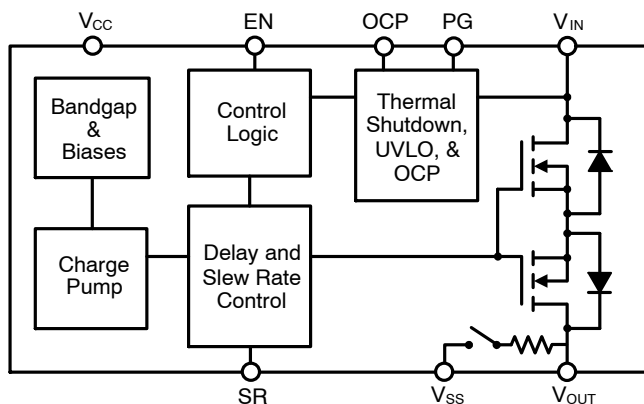 VCC
EN
OCP
PG
VIN
Bandgap
&
Biases
Control
Logic
Thermal
Shutdown,
UVLO, &
OCP
Charge
Pump
Delay and
Slew Rate
Control
SR
VSS
VOUT